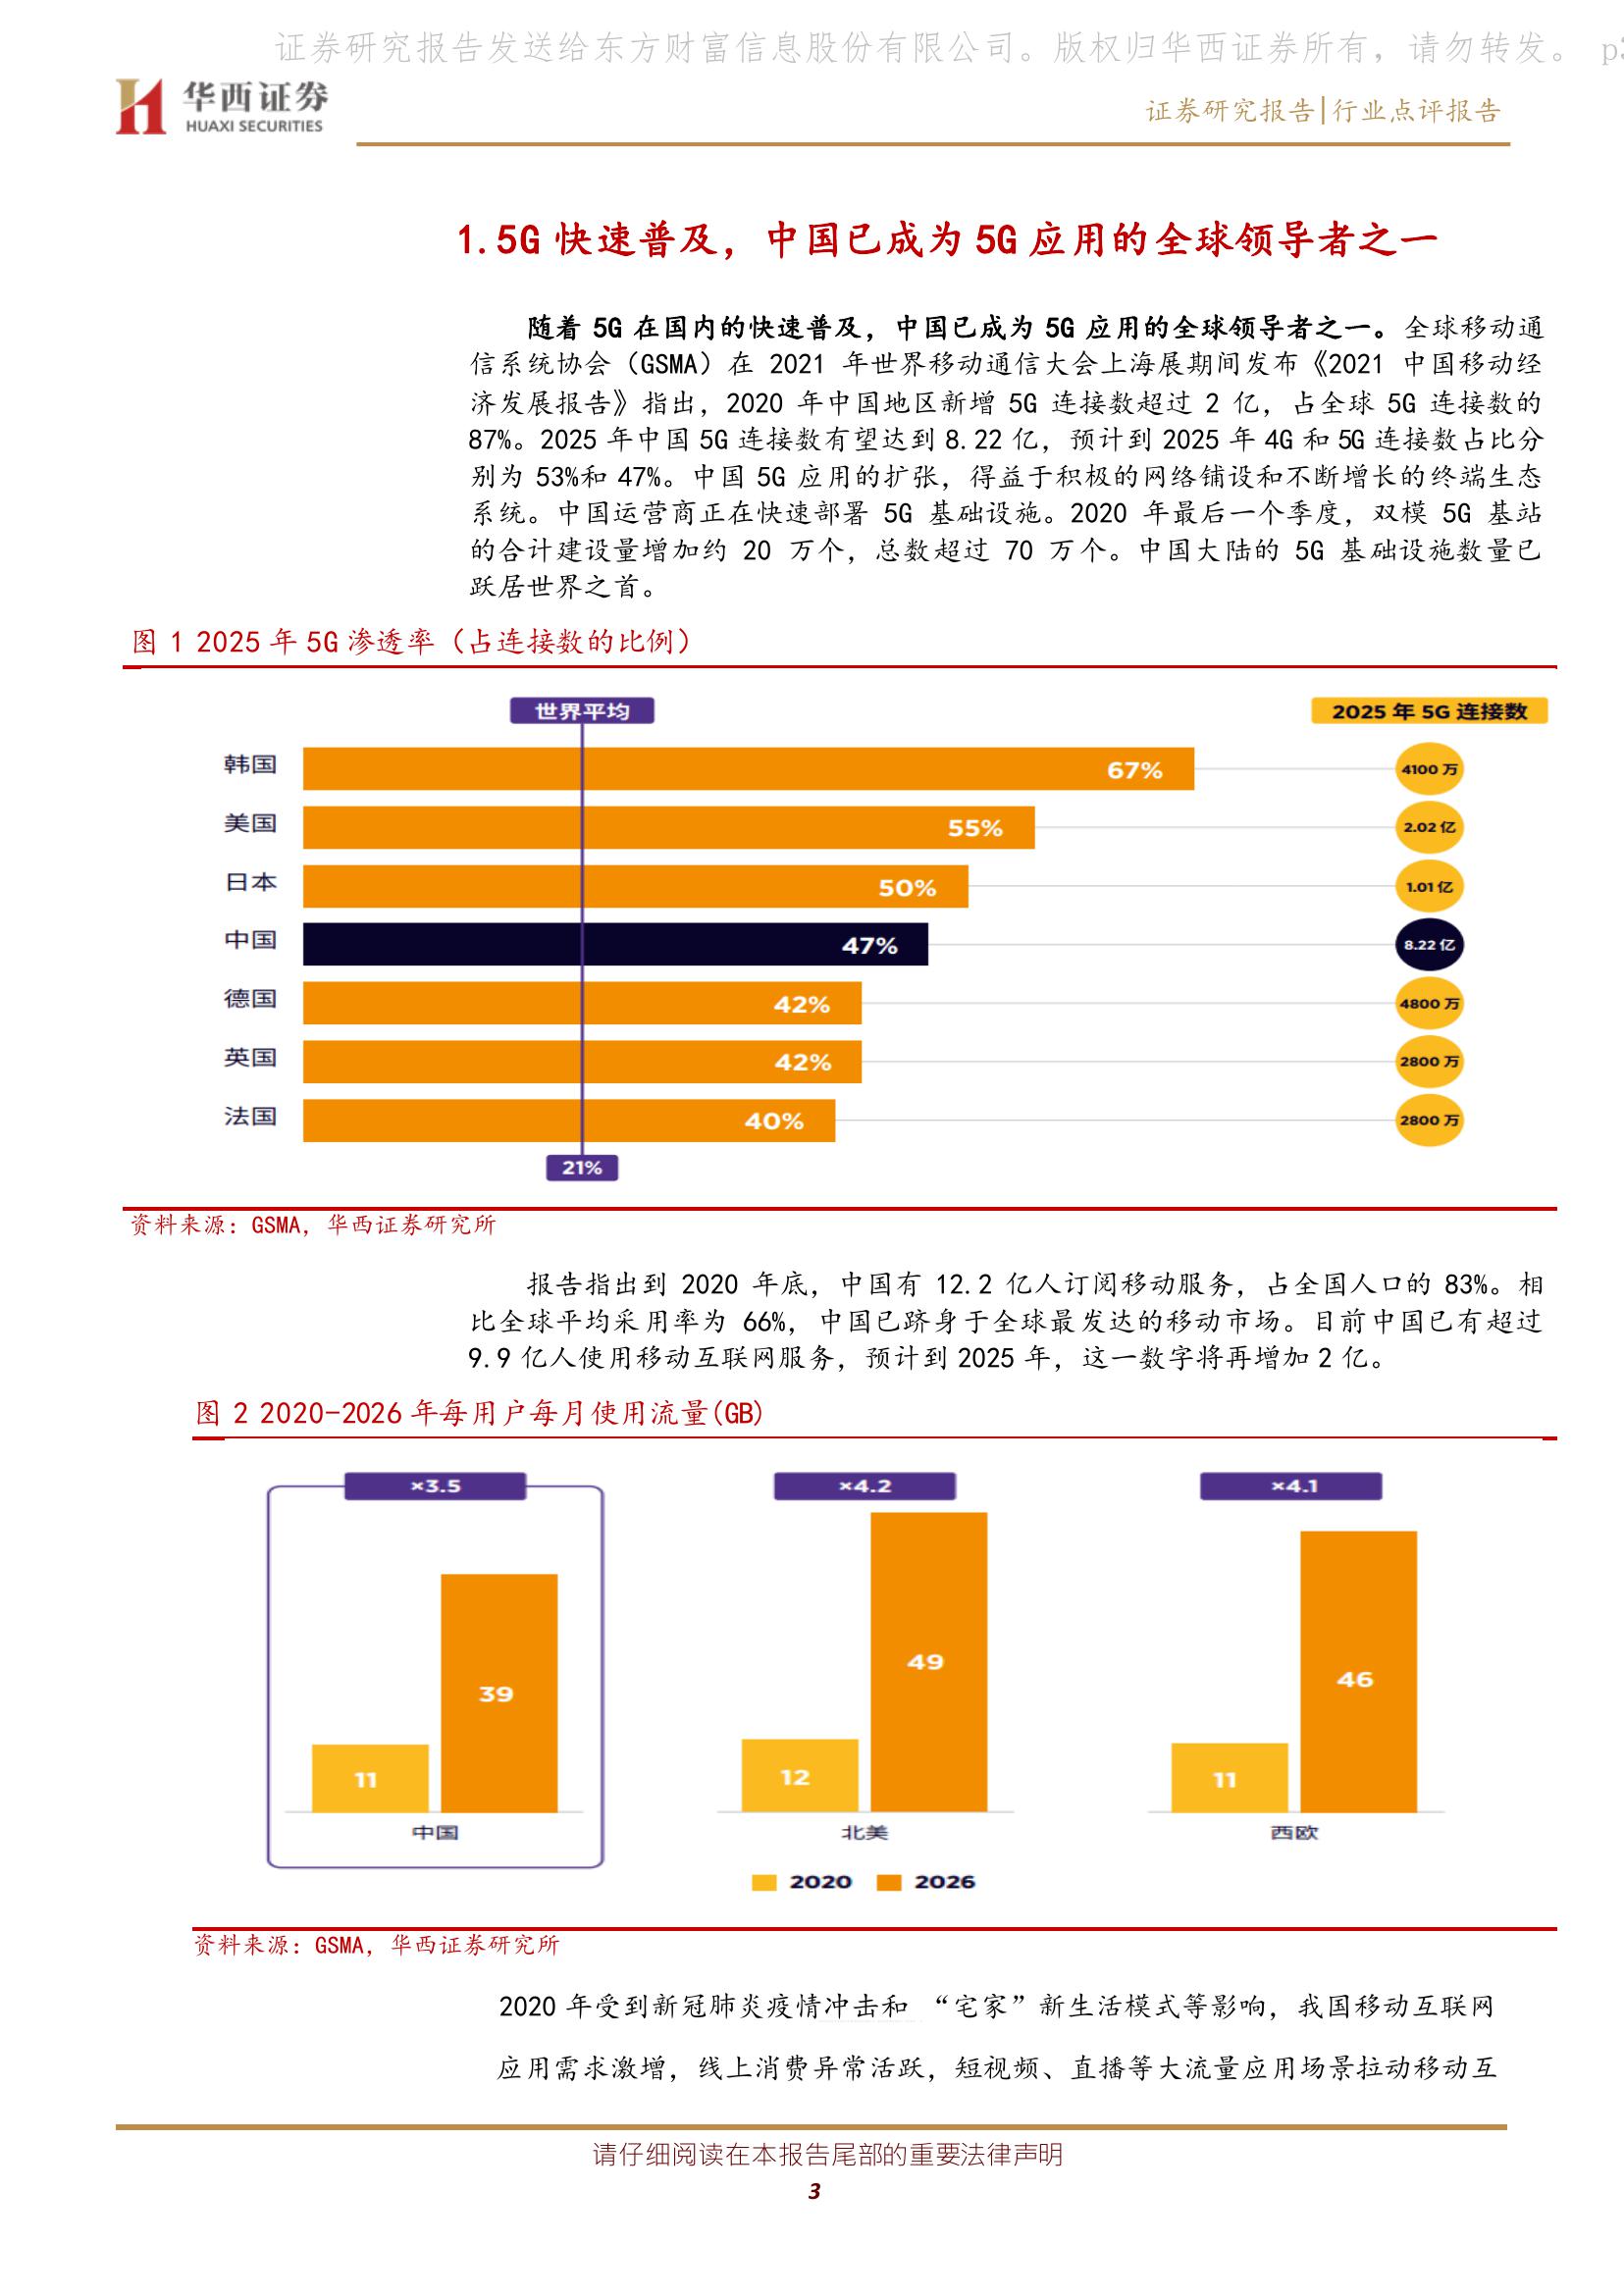 证券研究报告发送给东方财富信息股份有限公司。版权归华西证券所有，请勿转发。 p3
华西证券
HUAXI SECURITIES
证券研究报告|行业点评报告
1.5G 快速普及，中国已成为 5G 应用的全球领导者之一
随着 5G 在国内的快速普及，中国已成为 5G 应用的全球领导者之一。全球移动通
信系统协会（GSMA）在 2021 年世界移动通信大会上海展期间发布《2021 中国移动经
济发展报告》指出，2020 年中国地区新增 5G 连接数超过 2 亿，占全球 5G 连接数的
87%。2025 年中国 5G 连接数有望达到 8.22 亿，预计到 2025 年 4G 和 5G 连接数占比分
别为 53%和 47%。中国 5G 应用的扩张，得益于积极的网络铺设和不断增长的终端生态
系统。中国运营商正在快速部署 5G 基础设施。2020 年最后一个季度，双模 5G 基站
的合计建设量增加约 20 万个，总数超过 70 万个。中国大陆的 5G 基础设施数量已
跃居世界之首。
图 1 2025 年 5G 渗透率（占连接数的比例）
世界平均
2025 年 5G 连接数
韩国 67% 4100 万
美国 55% 2.02 亿
日本 50% 1.01 亿
中国 47% 8.22 亿
德国 42% 4800 万
英国 42% 2800 万
法国 40% 2800 万
21%
资料来源：GSMA，华西证券研究所
报告指出到 2020 年底，中国有 12.2 亿人订阅移动服务，占全国人口的 83%。相
比全球平均采用率为 66%，中国已跻身于全球最发达的移动市场。目前中国已有超过
9.9 亿人使用移动互联网服务，预计到 2025 年，这一数字将再增加 2 亿。
图 2 2020-2026 年每用户每月使用流量(GB)
×3.5 ×4.2 ×4.1
11 39 12 49 11 46
中国 北美 西欧
2020 2026
资料来源：GSMA，华西证券研究所
2020 年受到新冠肺炎疫情冲击和 “宅家”新生活模式等影响，我国移动互联网
应用需求激增，线上消费异常活跃，短视频、直播等大流量应用场景拉动移动互
请仔细阅读在本报告尾部的重要法律声明
3